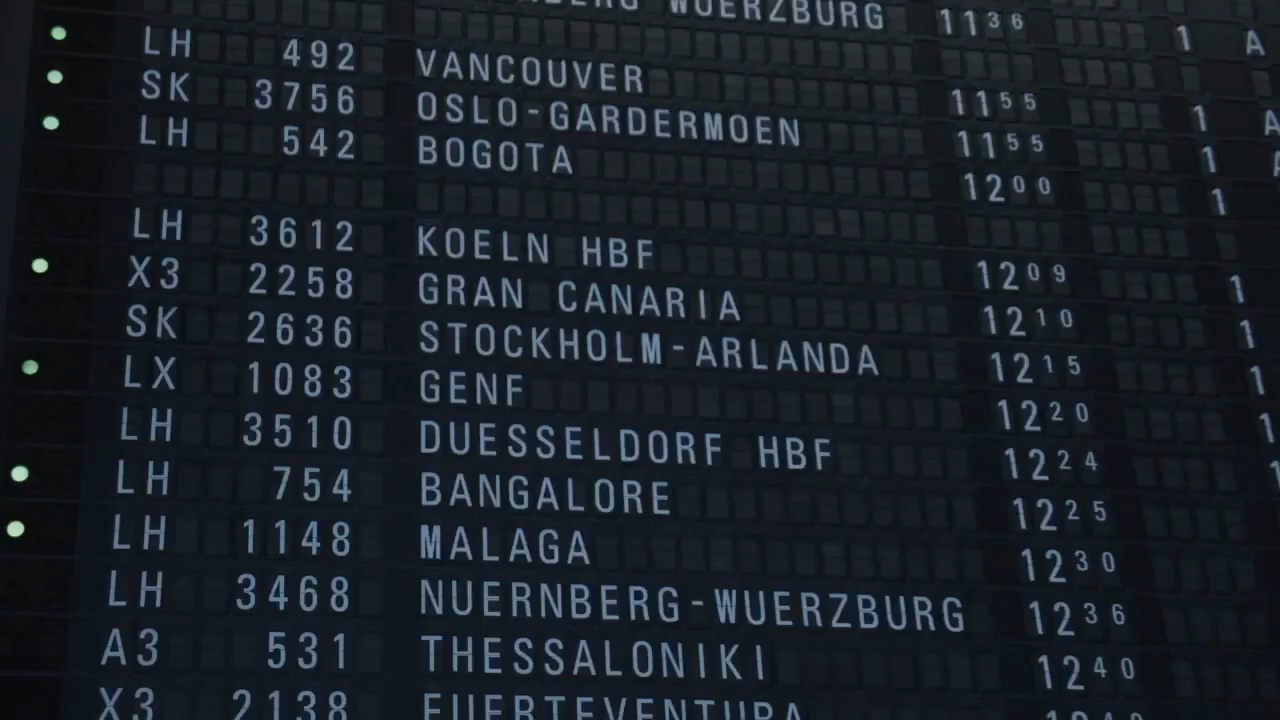 BERG WUERZBURG 1136 1 A
LH 492 VANCOUVER 1155 1 A
SK 3756 OSLO-GARDERMOEN 1155 1
LH 542 BOGOTA 1200 1
LH 3612 KOELN HBF 1209 1
X3 2258 GRAN CANARIA 1210 1
SK 2636 STOCKHOLM-ARLANDA 1215 1
LX 1083 GENF 1220 1
LH 3510 DUESSELDORF HBF 1224 1
LH 754 BANGALORE 1225
LH 1148 MALAGA 1230
LH 3468 NUERNBERG-WUERZBURG 1236
A3 531 THESSALONIKI 1240
X3 2138 FUERTEVENTURA